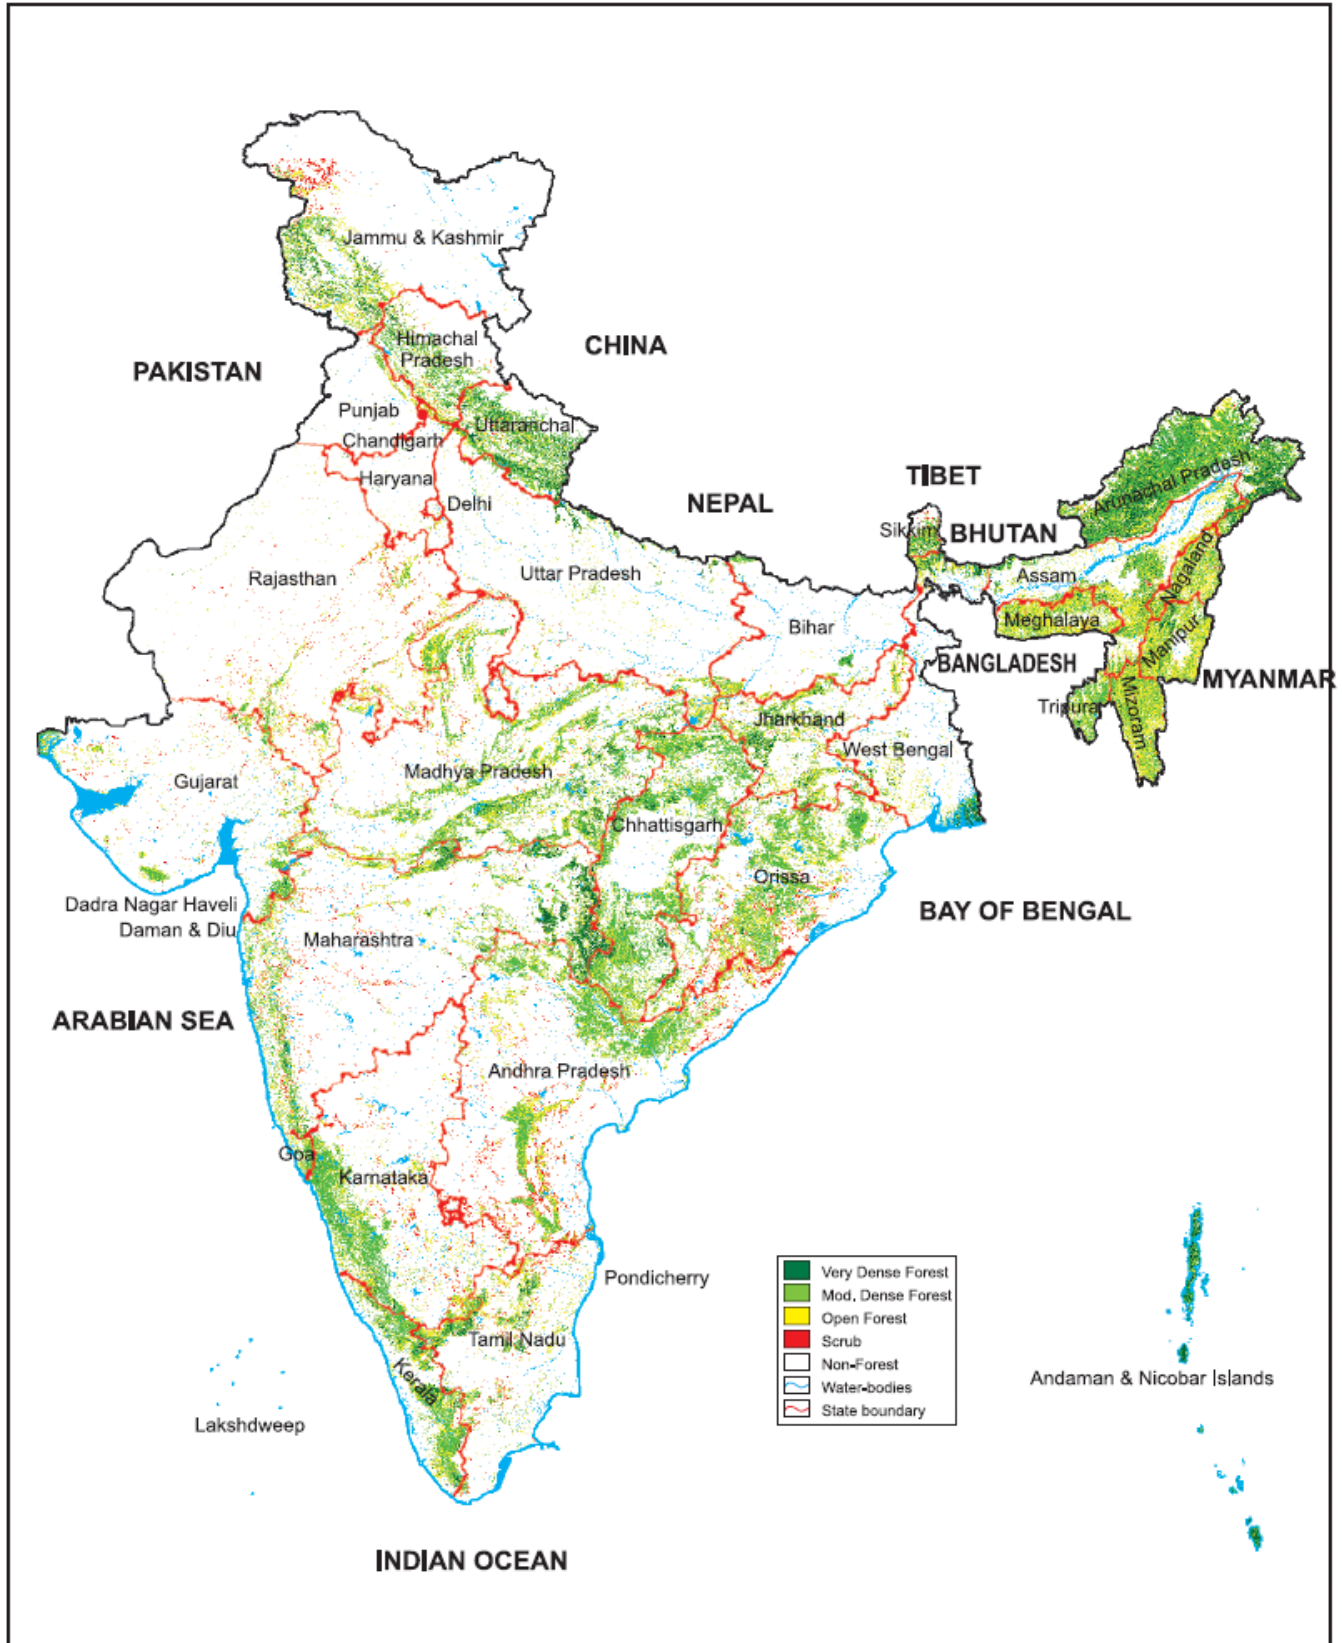 Jammu & Kashmir
Himachal
Pradesh
CHINA
PAKISTAN
Punjab
Chandigarh
Uttaranchal
Haryana
Delhi
NEPAL
TIBET
Arunachal Pradesh
Sikkim
BHUTAN
Rajasthan
Uttar Pradesh
Assam
Nagaland
Bihar
Meghalaya
Manipur
BANGLADESH
MYANMAR
Tripura
Mizoram
Jharkhand
West Bengal
Gujarat
Madhya Pradesh
Chhattisgarh
Orissa
Dadra Nagar Haveli
Daman & Diu
Maharashtra
BAY OF BENGAL
ARABIAN SEA
Andhra Pradesh
Goa
Karnataka
Pondicherry
Very Dense Forest
Mod. Dense Forest
Open Forest
Scrub
Non-Forest
Water-bodies
State boundary
Tamil Nadu
Kerala
Andaman & Nicobar Islands
Lakshdweep
INDIAN OCEAN